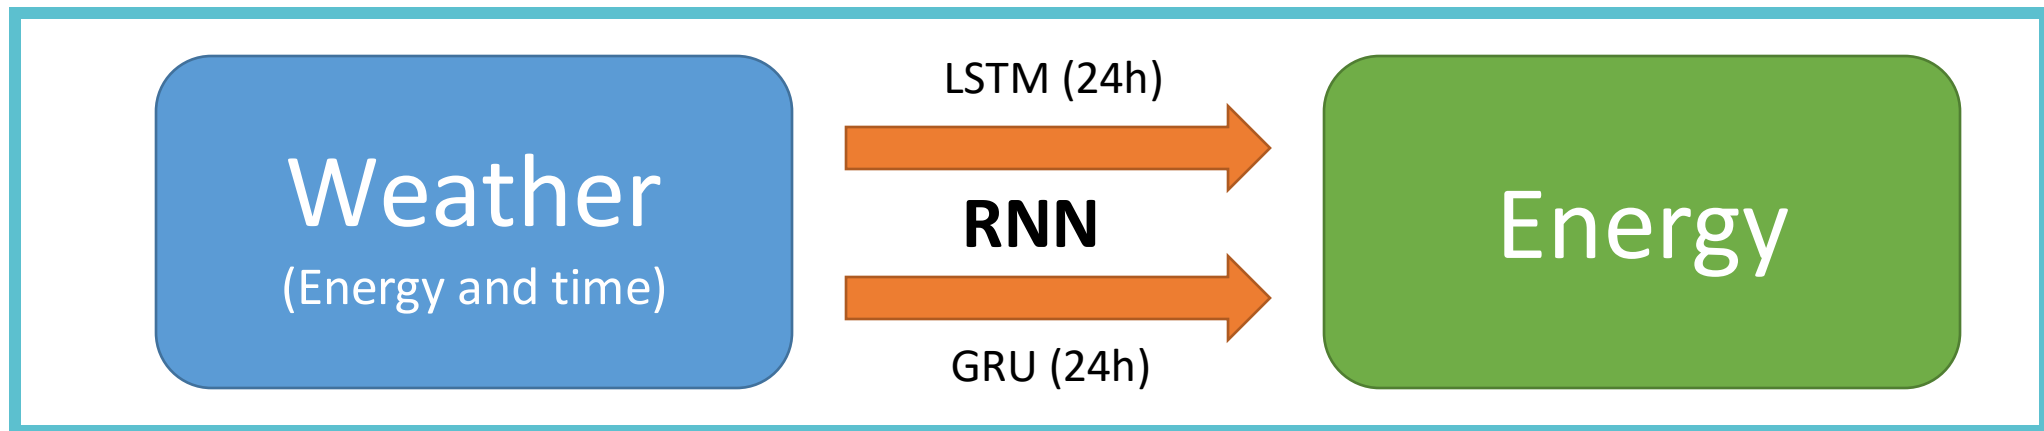 Weather
(Energy and time)
LSTM (24h)
RNN
GRU (24h)
Energy